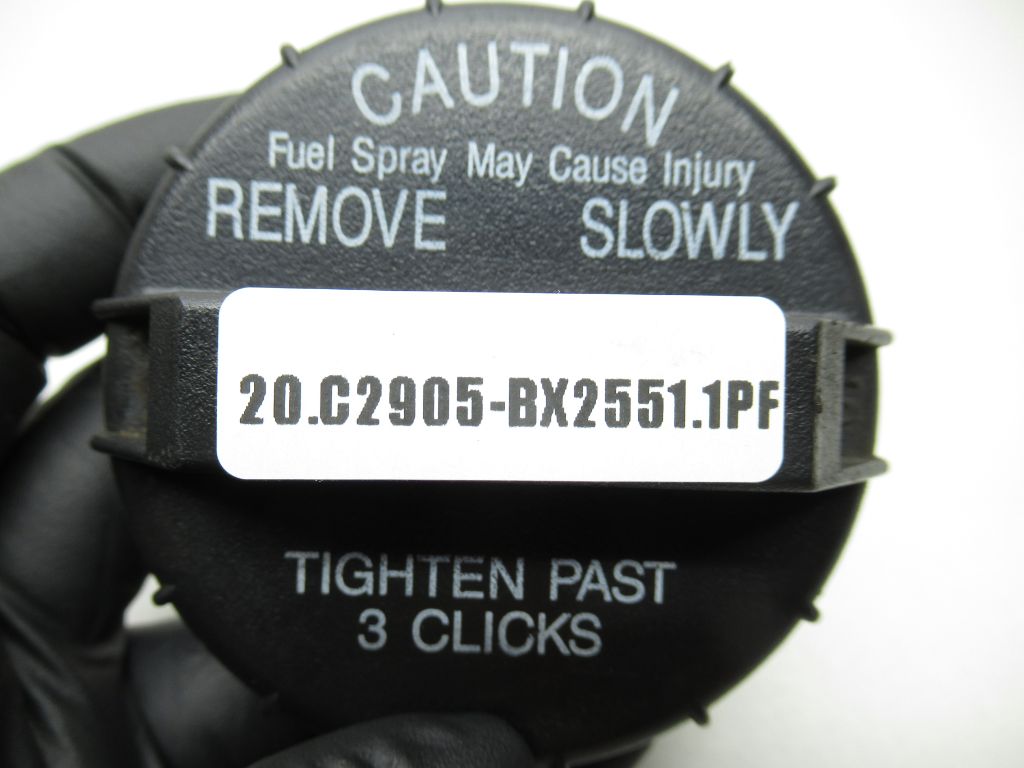 CAUTION
Fuel Spray May Cause Injury
REMOVE SLOWLY
20.C2905-BX2551.1PF
TIGHTEN PAST
3 CLICKS